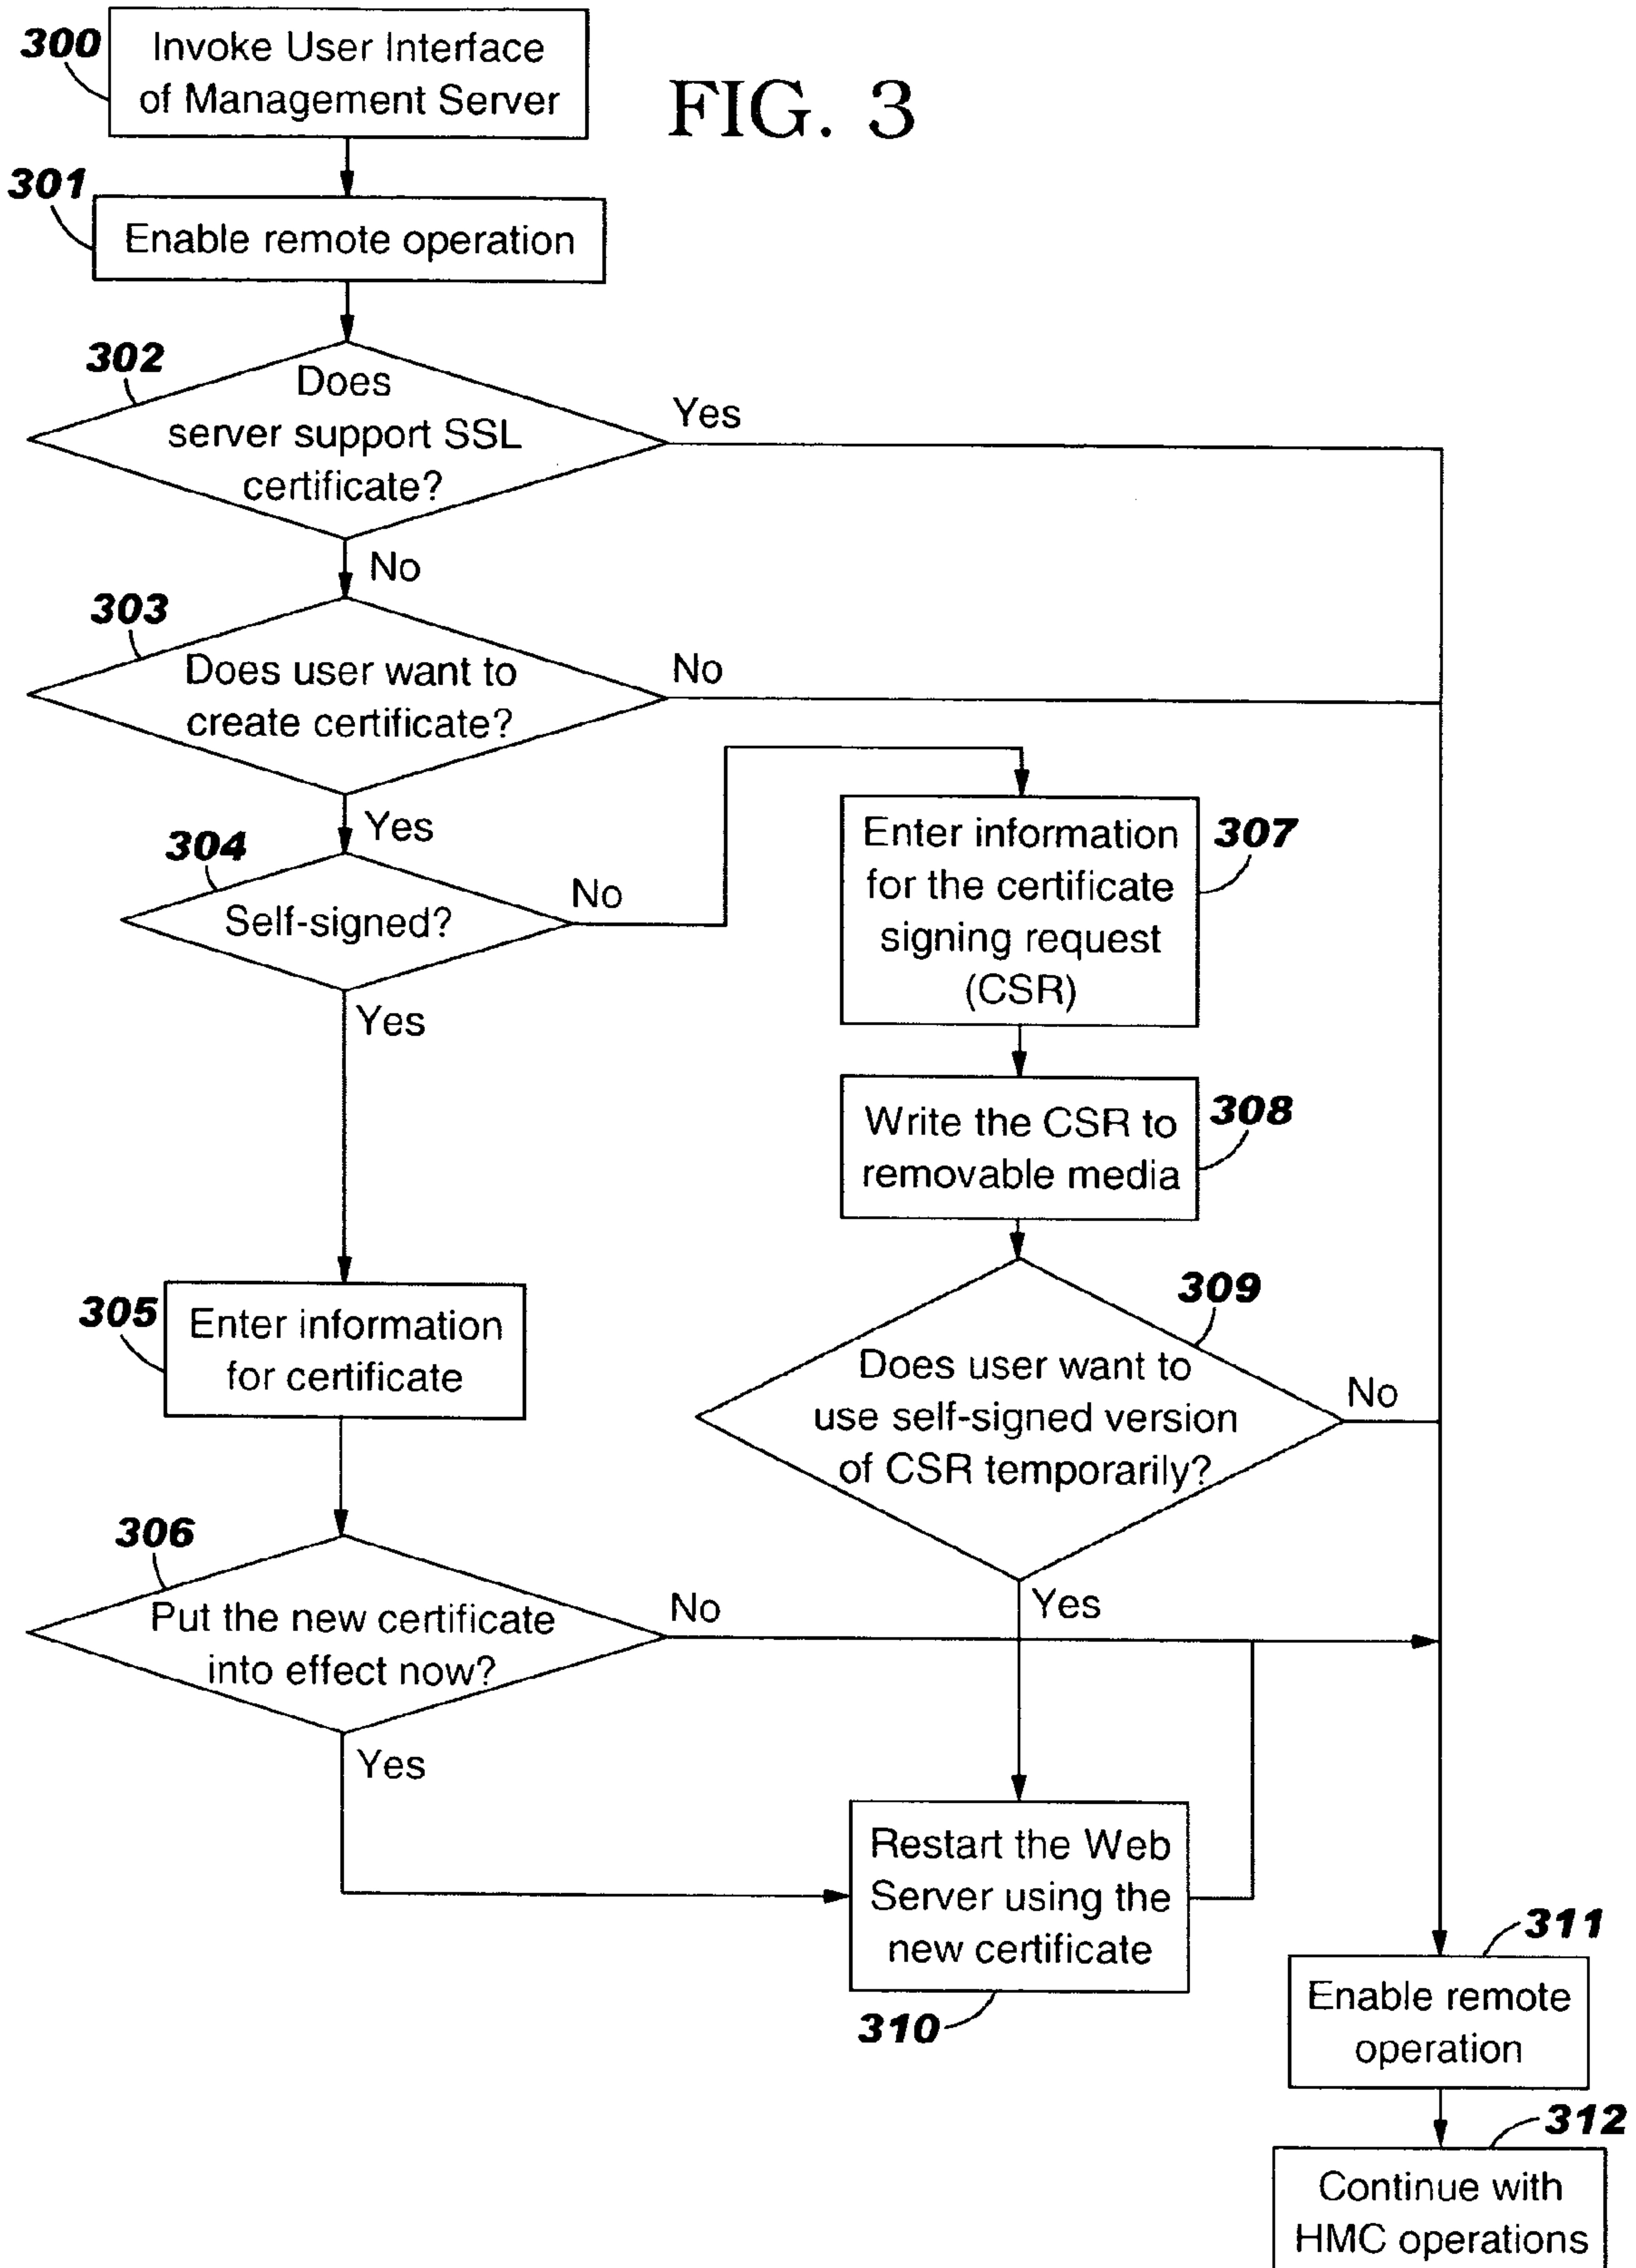 300
Invoke User Interface
of Management Server
FIG. 3
301
Enable remote operation
302
Does
server support SSL
certificate?
Yes
No
303
Does user want to
create certificate?
No
Yes
304
Self-signed?
No
Yes
Enter information
for the certificate
signing request
(CSR)
307
Write the CSR to
removable media
308
305
Enter information
for certificate
309
Does user want to
use self-signed version
of CSR temporarily?
No
Yes
306
Put the new certificate
into effect now?
No
Yes
Restart the Web
Server using the
new certificate
310
311
Enable remote
operation
312
Continue with
HMC operations